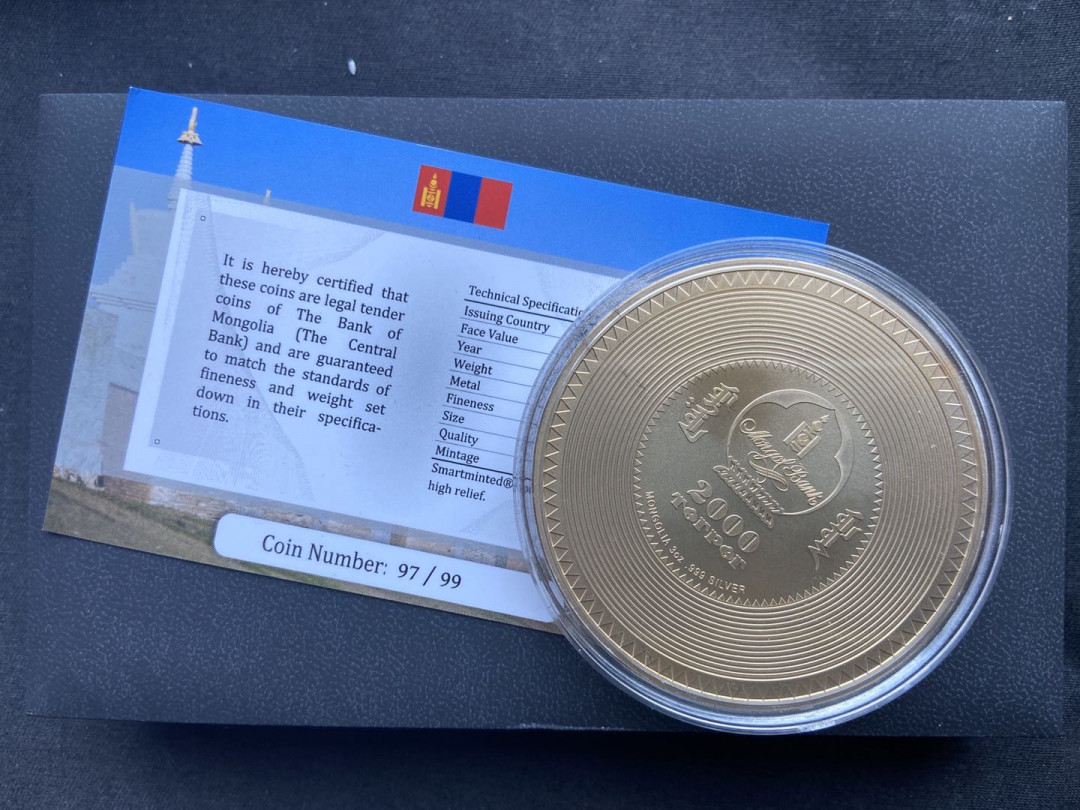 It is hereby certified that
these coins are legal tender
coins of The Bank of
Mongolia (The Central
Bank) and are guaranteed
to match the standards of
fineness and weight set
down in their specifica-
tions.
Technical Specificatio
Issuing Country
Face Value
Year
Weight
Metal
Fineness
Size
Quality
Mintage
Smartminted®
high relief.
Coin Number: 97 / 99
MongolBank
2000
Төгрөг
MONGOLIA 3oz .999 SILVER